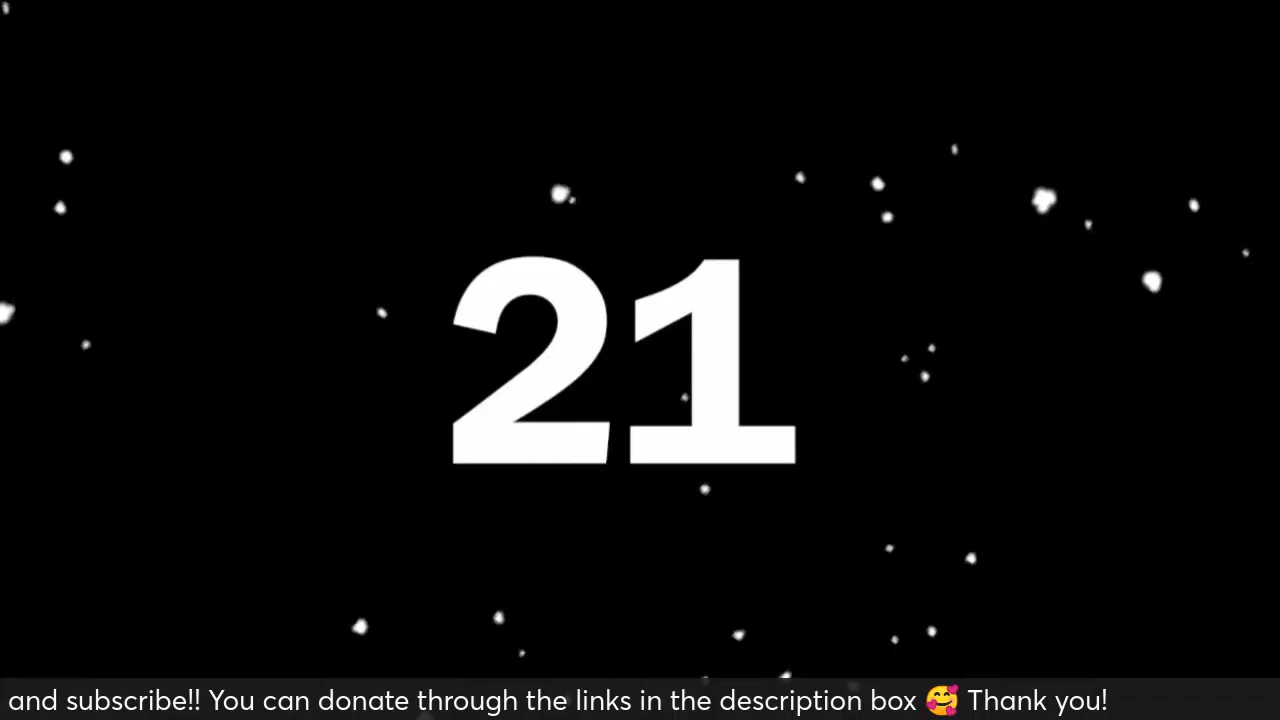 21
and subscribe!! You can donate through the links in the description box 🥰 Thank you!